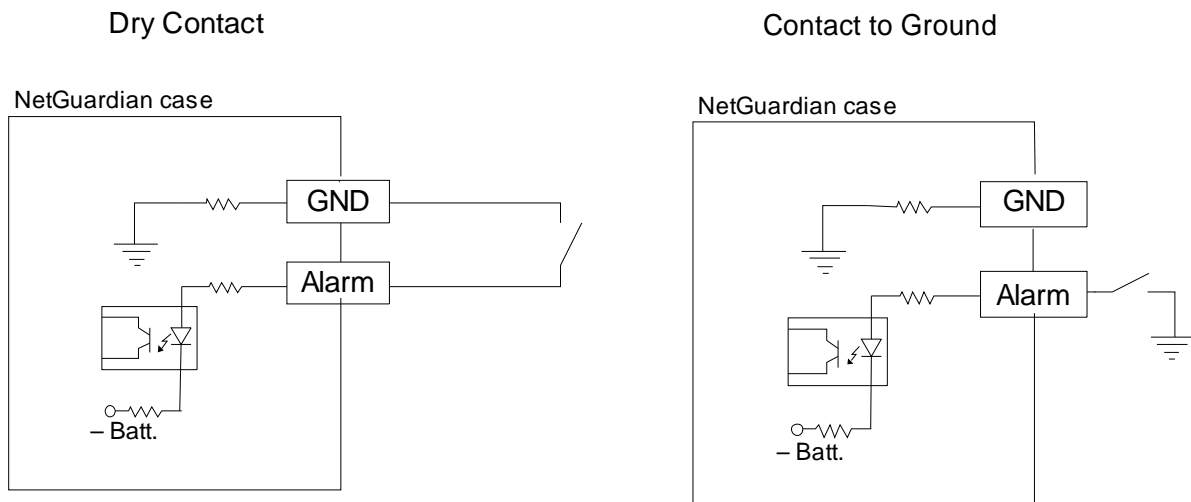 Dry Contact
NetGuardian case
GND
Alarm
– Batt.
Contact to Ground
NetGuardian case
GND
Alarm
– Batt.